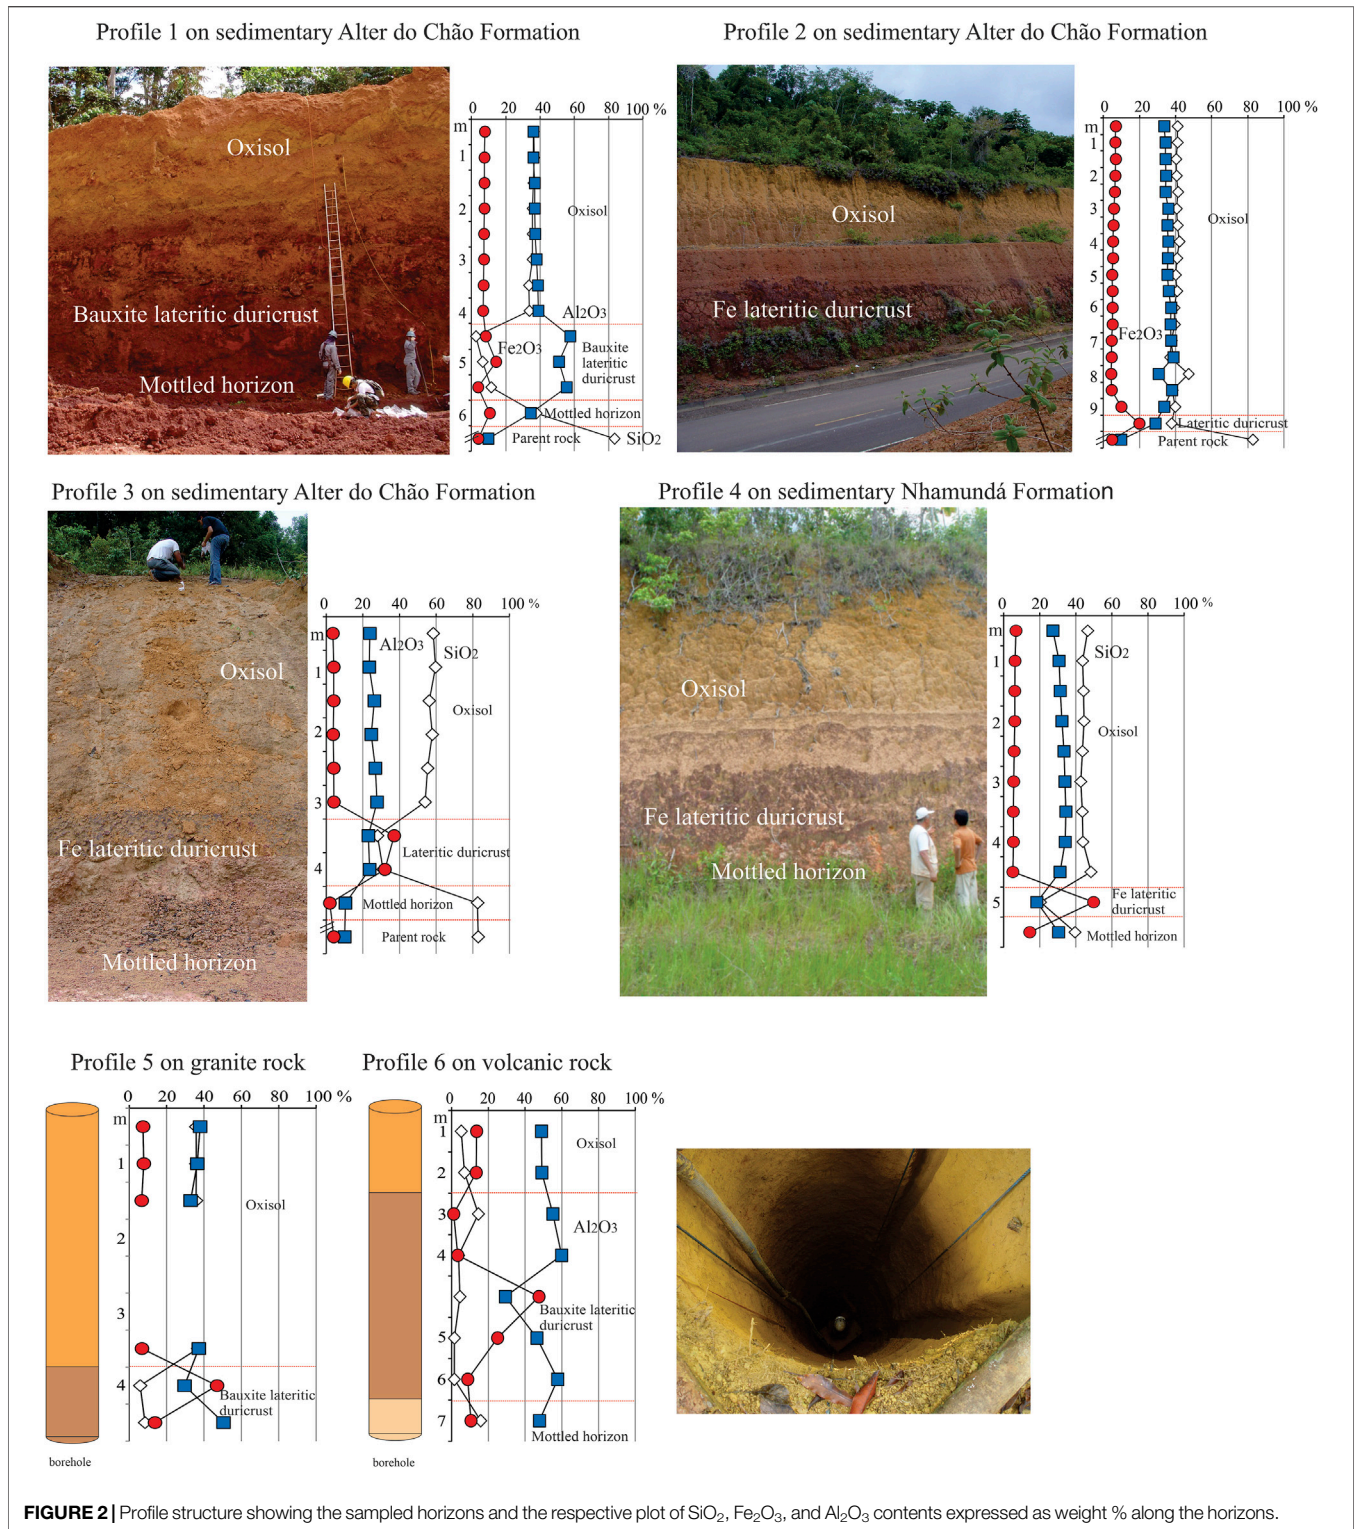 Profile 1 on sedimentary Alter do Chão Formation
Oxisol
Bauxite lateritic duricrust
Mottled horizon
0 20 40 60 80 100 %
m
1
2
3
4
5
6
Oxisol
Al2O3
Fe2O3
Bauxite
lateritic
duricrust
Mottled horizon
Parent rock
SiO2
Profile 2 on sedimentary Alter do Chão Formation
Oxisol
Fe lateritic duricrust
0 20 40 60 80 100 %
m
1
2
3
4
5
6
7
8
9
Oxisol
Fe2O3
Lateritic duricrust
Parent rock
Profile 3 on sedimentary Alter do Chão Formation
Oxisol
Fe lateritic duricrust
Mottled horizon
0 20 40 60 80 100 %
m
1
2
3
4
Al2O3
SiO2
Oxisol
Lateritic duricrust
Mottled horizon
Parent rock
Profile 4 on sedimentary Nhamundá Formation
Oxisol
Fe lateritic duricrust
Mottled horizon
0 20 40 60 80 100 %
m
1
2
3
4
5
SiO2
Oxisol
Fe lateritic
duricrust
Mottled horizon
Profile 5 on granite rock
0 20 40 60 80 100 %
m
1
2
3
4
Oxisol
Bauxite lateritic
duricrust
borehole
Profile 6 on volcanic rock
0 20 40 60 80 100 %
m
1
2
3
4
5
6
7
Oxisol
Al2O3
Bauxite lateritic
duricrust
Mottled horizon
borehole
FIGURE 2 | Profile structure showing the sampled horizons and the respective plot of SiO2, Fe2O3, and Al2O3 contents expressed as weight % along the horizons.